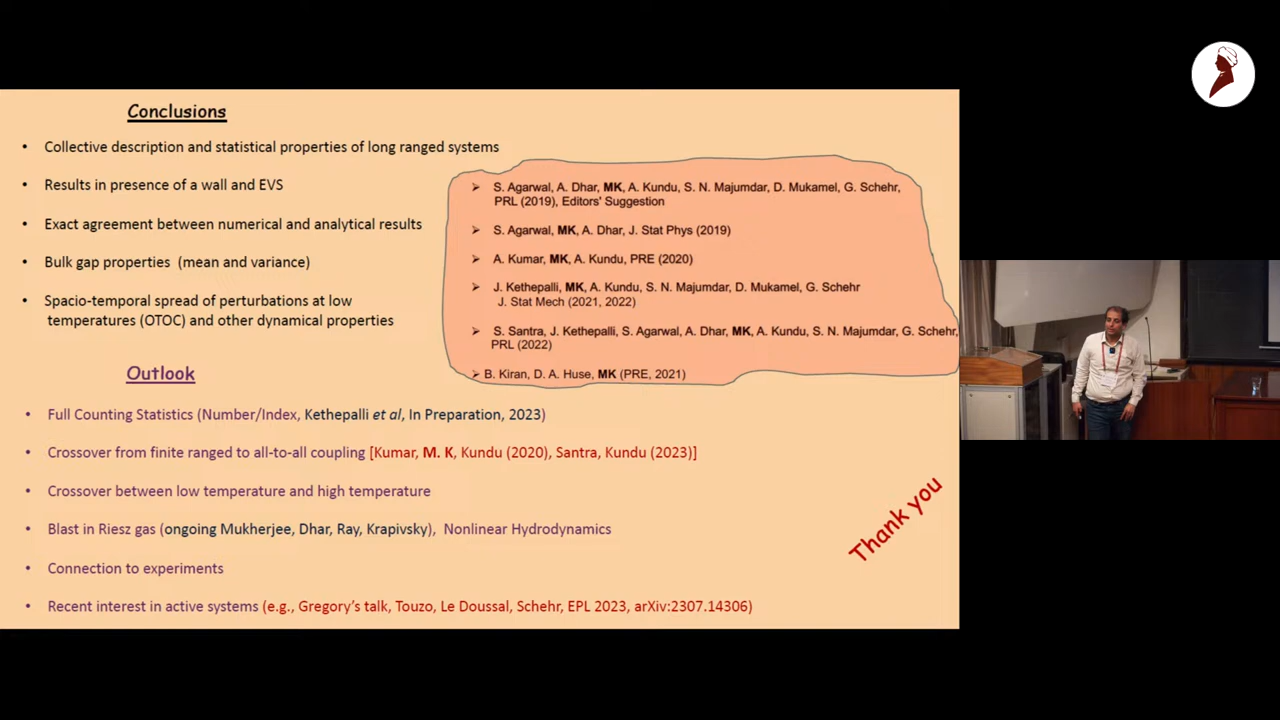 Conclusions
• Collective description and statistical properties of long ranged systems
• Results in presence of a wall and EVS
• Exact agreement between numerical and analytical results
• Bulk gap properties (mean and variance)
• Spacio-temporal spread of perturbations at low
temperatures (OTOC) and other dynamical properties
➢ S. Agarwal, A. Dhar, MK, A. Kundu, S. N. Majumdar, D. Mukamel, G. Schehr,
PRL (2019), Editors' Suggestion
➢ S. Agarwal, MK, A. Dhar, J. Stat Phys (2019)
➢ A. Kumar, MK, A. Kundu, PRE (2020)
➢ J. Kethepalli, MK, A. Kundu, S. N. Majumdar, D. Mukamel, G. Schehr
J. Stat Mech (2021, 2022)
➢ S. Santra, J. Kethepalli, S. Agarwal, A. Dhar, MK, A. Kundu, S. N. Majumdar, G. Schehr,
PRL (2022)
➢ B. Kiran, D. A. Huse, MK (PRE, 2021)
Outlook
• Full Counting Statistics (Number/Index, Kethepalli et al, In Preparation, 2023)
• Crossover from finite ranged to all-to-all coupling [Kumar, M. K, Kundu (2020), Santra, Kundu (2023)]
• Crossover between low temperature and high temperature
• Blast in Riesz gas (ongoing Mukherjee, Dhar, Ray, Krapivsky), Nonlinear Hydrodynamics
• Connection to experiments
• Recent interest in active systems (e.g., Gregory's talk, Touzo, Le Doussal, Schehr, EPL 2023, arXiv:2307.14306)
Thank you